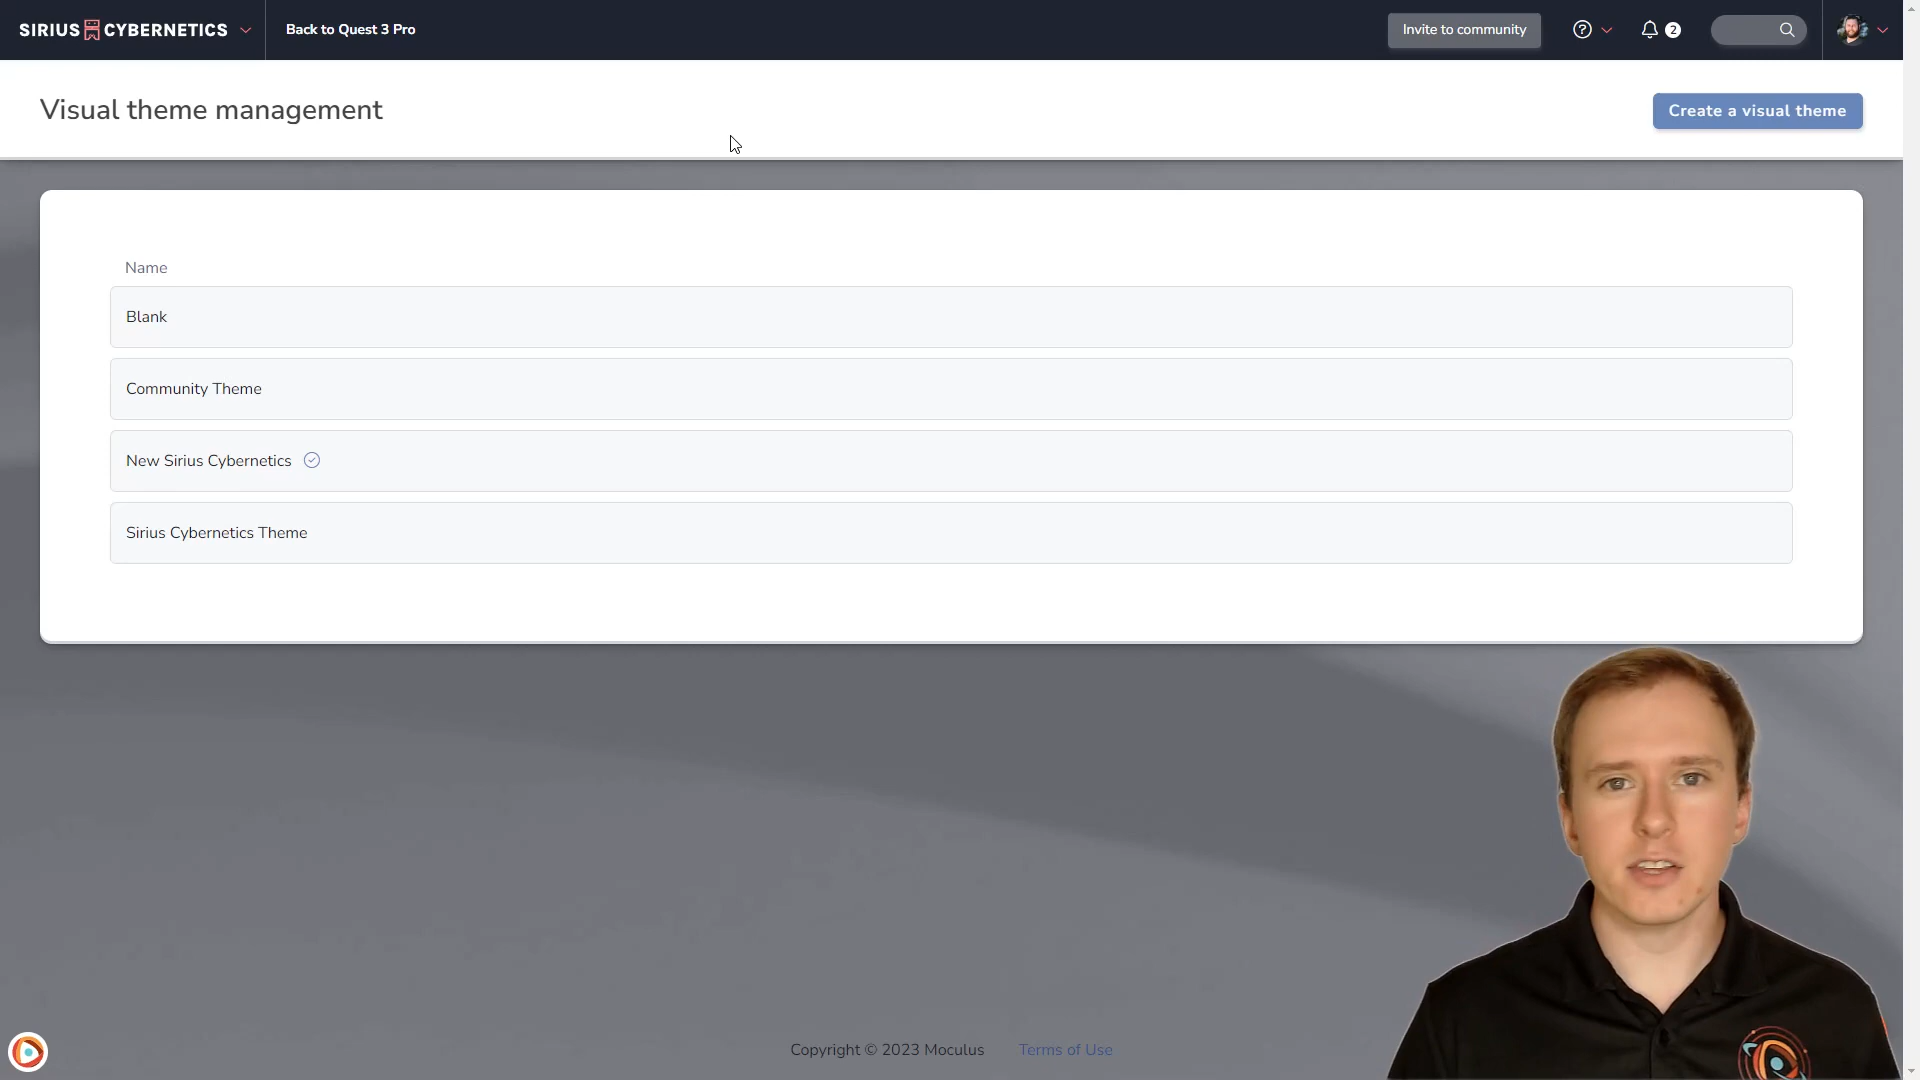 SIRIUS CYBERNETICS
Back to Quest 3 Pro
Invite to community
2
Visual theme management
Create a visual theme
Name
Blank
Community Theme
New Sirius Cybernetics
Sirius Cybernetics Theme
Copyright © 2023 Moculus
Terms of Use